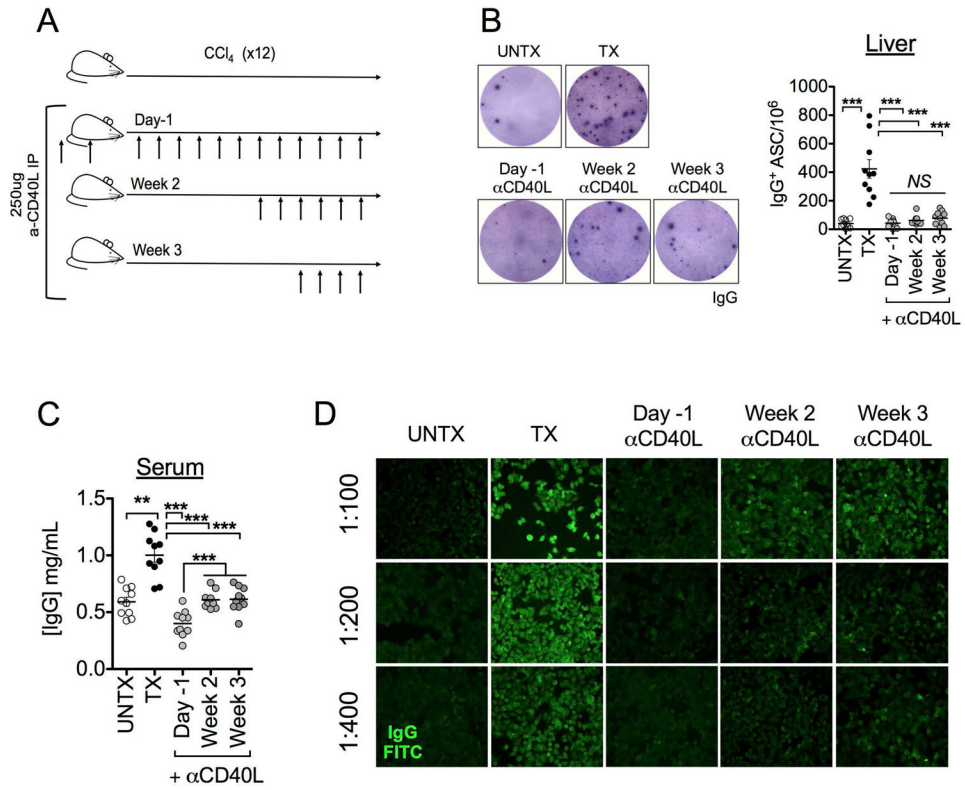 A
CCl4 (x12)
Day-1
Week 2
Week 3
250ug
a-CD40L IP
B
UNTX
TX
Day -1
αCD40L
Week 2
αCD40L
Week 3
αCD40L
IgG
Liver
IgG+ ASC/10^6
1000
800
600
400
200
0
***
***
***
***
NS
UNTX
TX
Day -1
Week 2
Week 3
+ αCD40L
C
Serum
[IgG] mg/mL
1.5
1.0
0.5
0.0
**
***
***
***
***
UNTX
TX
Day -1
Week 2
Week 3
+ αCD40L
D
UNTX
TX
Day -1
αCD40L
Week 2
αCD40L
Week 3
αCD40L
1:100
1:200
1:400
IgG
FITC